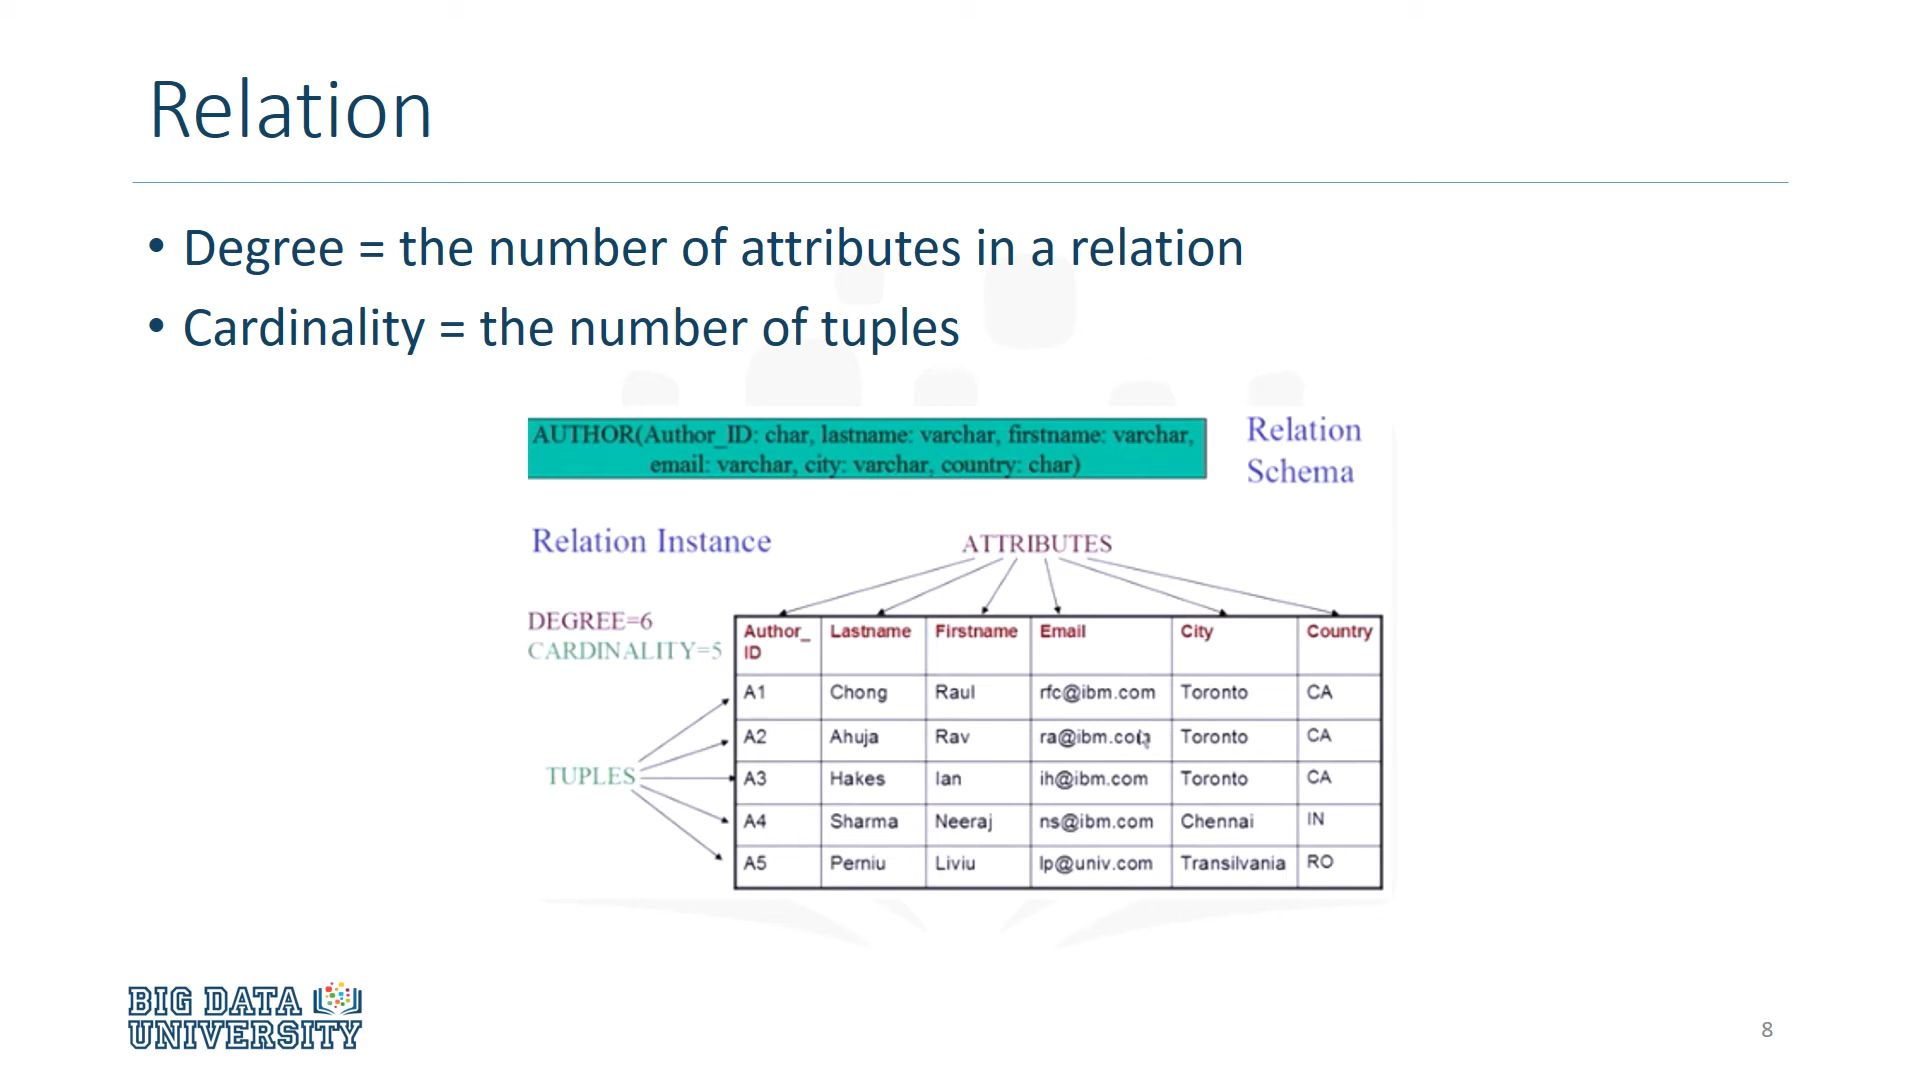 Relation
• Degree = the number of attributes in a relation
• Cardinality = the number of tuples
AUTHOR(Author_ID: char, lastname: varchar, firstname: varchar,
email: varchar, city: varchar, country: char)
Relation
Schema
Relation Instance
ATTRIBUTES
DEGREE=6
CARDINALITY=5
Author_
ID Lastname Firstname Email City Country
A1 Chong Raul rfc@ibm.com Toronto CA
A2 Ahuja Rav ra@ibm.com Toronto CA
TUPLES
A3 Hakes Ian ih@ibm.com Toronto CA
A4 Sharma Neeraj ns@ibm.com Chennai IN
A5 Perniu Liviu lp@univ.com Transilvania RO
BIG DATA
UNIVERSITY
8